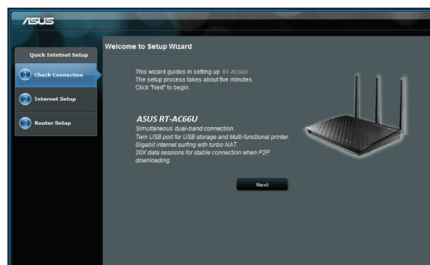 ASUS
Quick Internet Setup
1 Check Connection
2 Internet Setup
3 Router Setup
Welcome to Setup Wizard
This wizard guides in setting up RT-AC66U
The setup process takes about five minutes.
Click "Next" to begin.
ASUS RT-AC66U
Simultaneous dual-band connection.
Twin USB port for USB storage and Multi-functional printer.
Gigabit internet surfing with turbo NAT.
20X data sessions for stable connection when P2P
downloading
Next